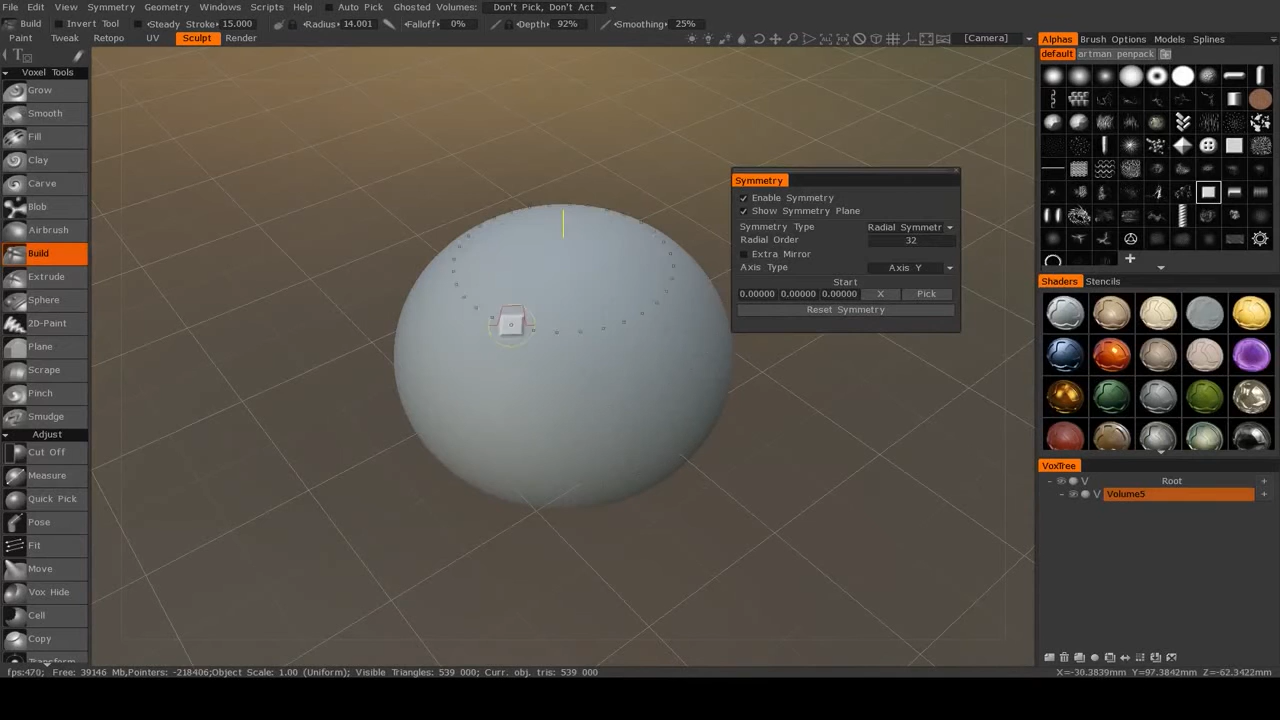 File Edit View Symmetry Geometry Windows Scripts Help Auto Pick Ghosted Volumes: Don't Pick, Don't Act
Build Invert Tool Steady Stroke 15.000 Radius 14.001 Falloff 0% Depth 92% Smoothing 25%
Paint Tweak Retopo UV Sculpt Render [Camera]
Voxel Tools
Grow
Smooth
Fill
Clay
Carve
Blob
Airbrush
Build
Extrude
Sphere
2D-Paint
Plane
Scrape
Pinch
Smudge
Adjust
Cut Off
Measure
Quick Pick
Pose
Fit
Move
Vox Hide
Cell
Copy
Symmetry
Enable Symmetry
Show Symmetry Plane
Symmetry Type Radial Symmetr
Radial Order 32
Extra Mirror
Axis Type Axis Y
Start
0.00000 0.00000 0.00000 X Pick
Reset Symmetry
Alphas Brush Options Models Splines
default artman penpack
Shaders Stencils
VoxTree
V Root
V Volume5
fps:470; Free: 39146 Mb,Pointers: -218406;Object Scale: 1.00 (Uniform); Visible Triangles: 539 000; Curr. obj. tris: 539 000
X=-30.3839mm Y=97.3842mm Z=-62.3422mm